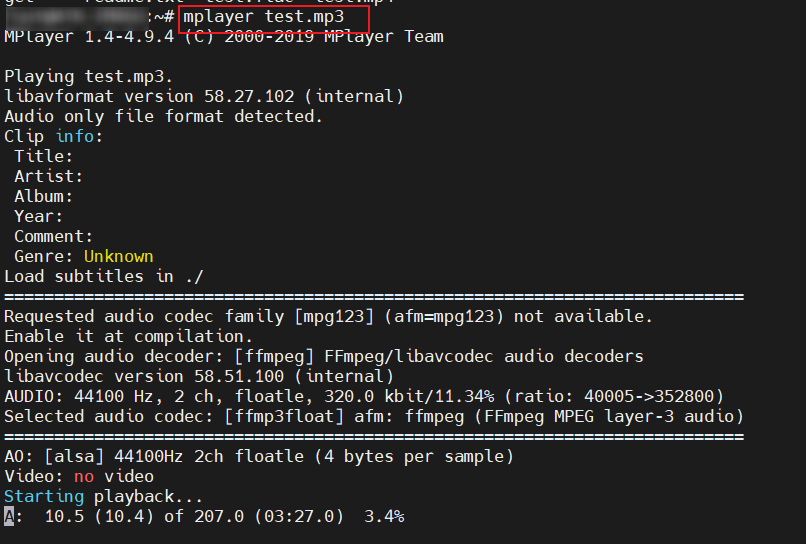 :~# mplayer test.mp3
MPlayer 1.4-4.9.4 (C) 2000-2019 MPlayer Team
Playing test.mp3.
libavformat version 58.27.102 (internal)
Audio only file format detected.
Clip info:
Title:
Artist:
Album:
Year:
Comment:
Genre: Unknown
Load subtitles in ./
==========================================================================
Requested audio codec family [mpg123] (afm=mpg123) not available.
Enable it at compilation.
Opening audio decoder: [ffmpeg] FFmpeg/libavcodec audio decoders
libavcodec version 58.51.100 (internal)
AUDIO: 44100 Hz, 2 ch, floatle, 320.0 kbit/11.34% (ratio: 40005->352800)
Selected audio codec: [ffmp3float] afm: ffmpeg (FFmpeg MPEG layer-3 audio)
==========================================================================
AO: [alsa] 44100Hz 2ch floatle (4 bytes per sample)
Video: no video
Starting playback...
A:  10.5 (10.4) of 207.0 (03:27.0)  3.4%